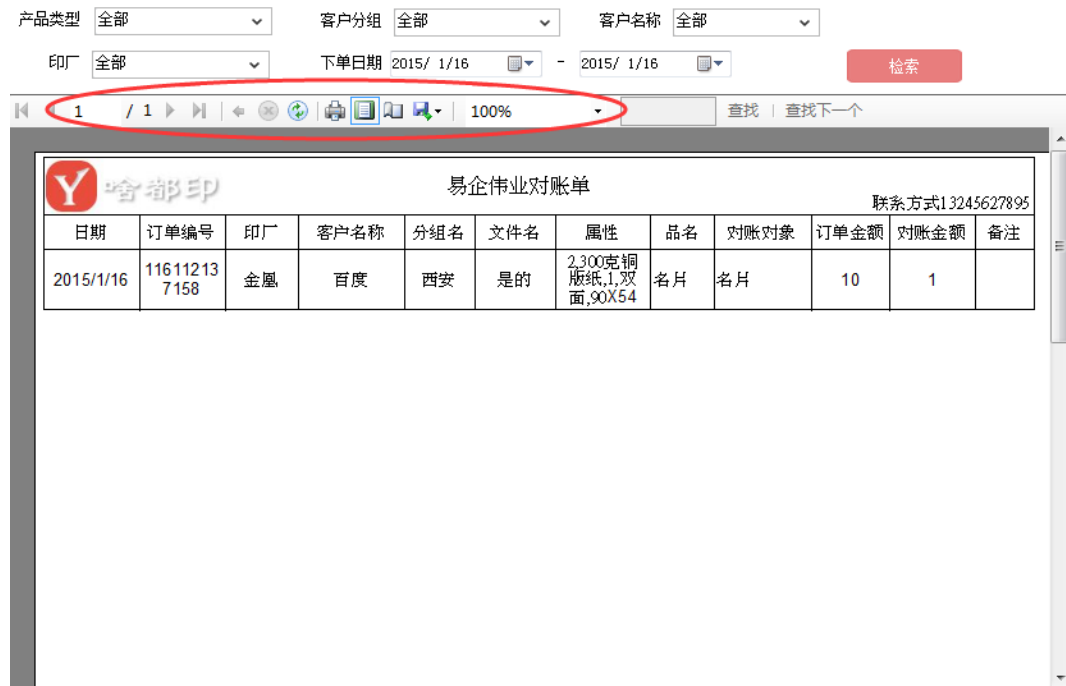 产品类型 全部 客户分组 全部 客户名称 全部
印厂 全部 下单日期 2015/ 1/16 - 2015/ 1/16 检索
1 / 1 100% 查找 | 查找下一个
Y 啥都印 易企伟业对账单
联系方式13245627895
日期 订单编号 印厂 客户名称 分组名 文件名 属性 品名 对账对象 订单金额 对账金额 备注
2015/1/16 11611213 7158 金凰 百度 西安 是的 2,300克铜版纸,1,双面,90X54 名片 名片 10 1